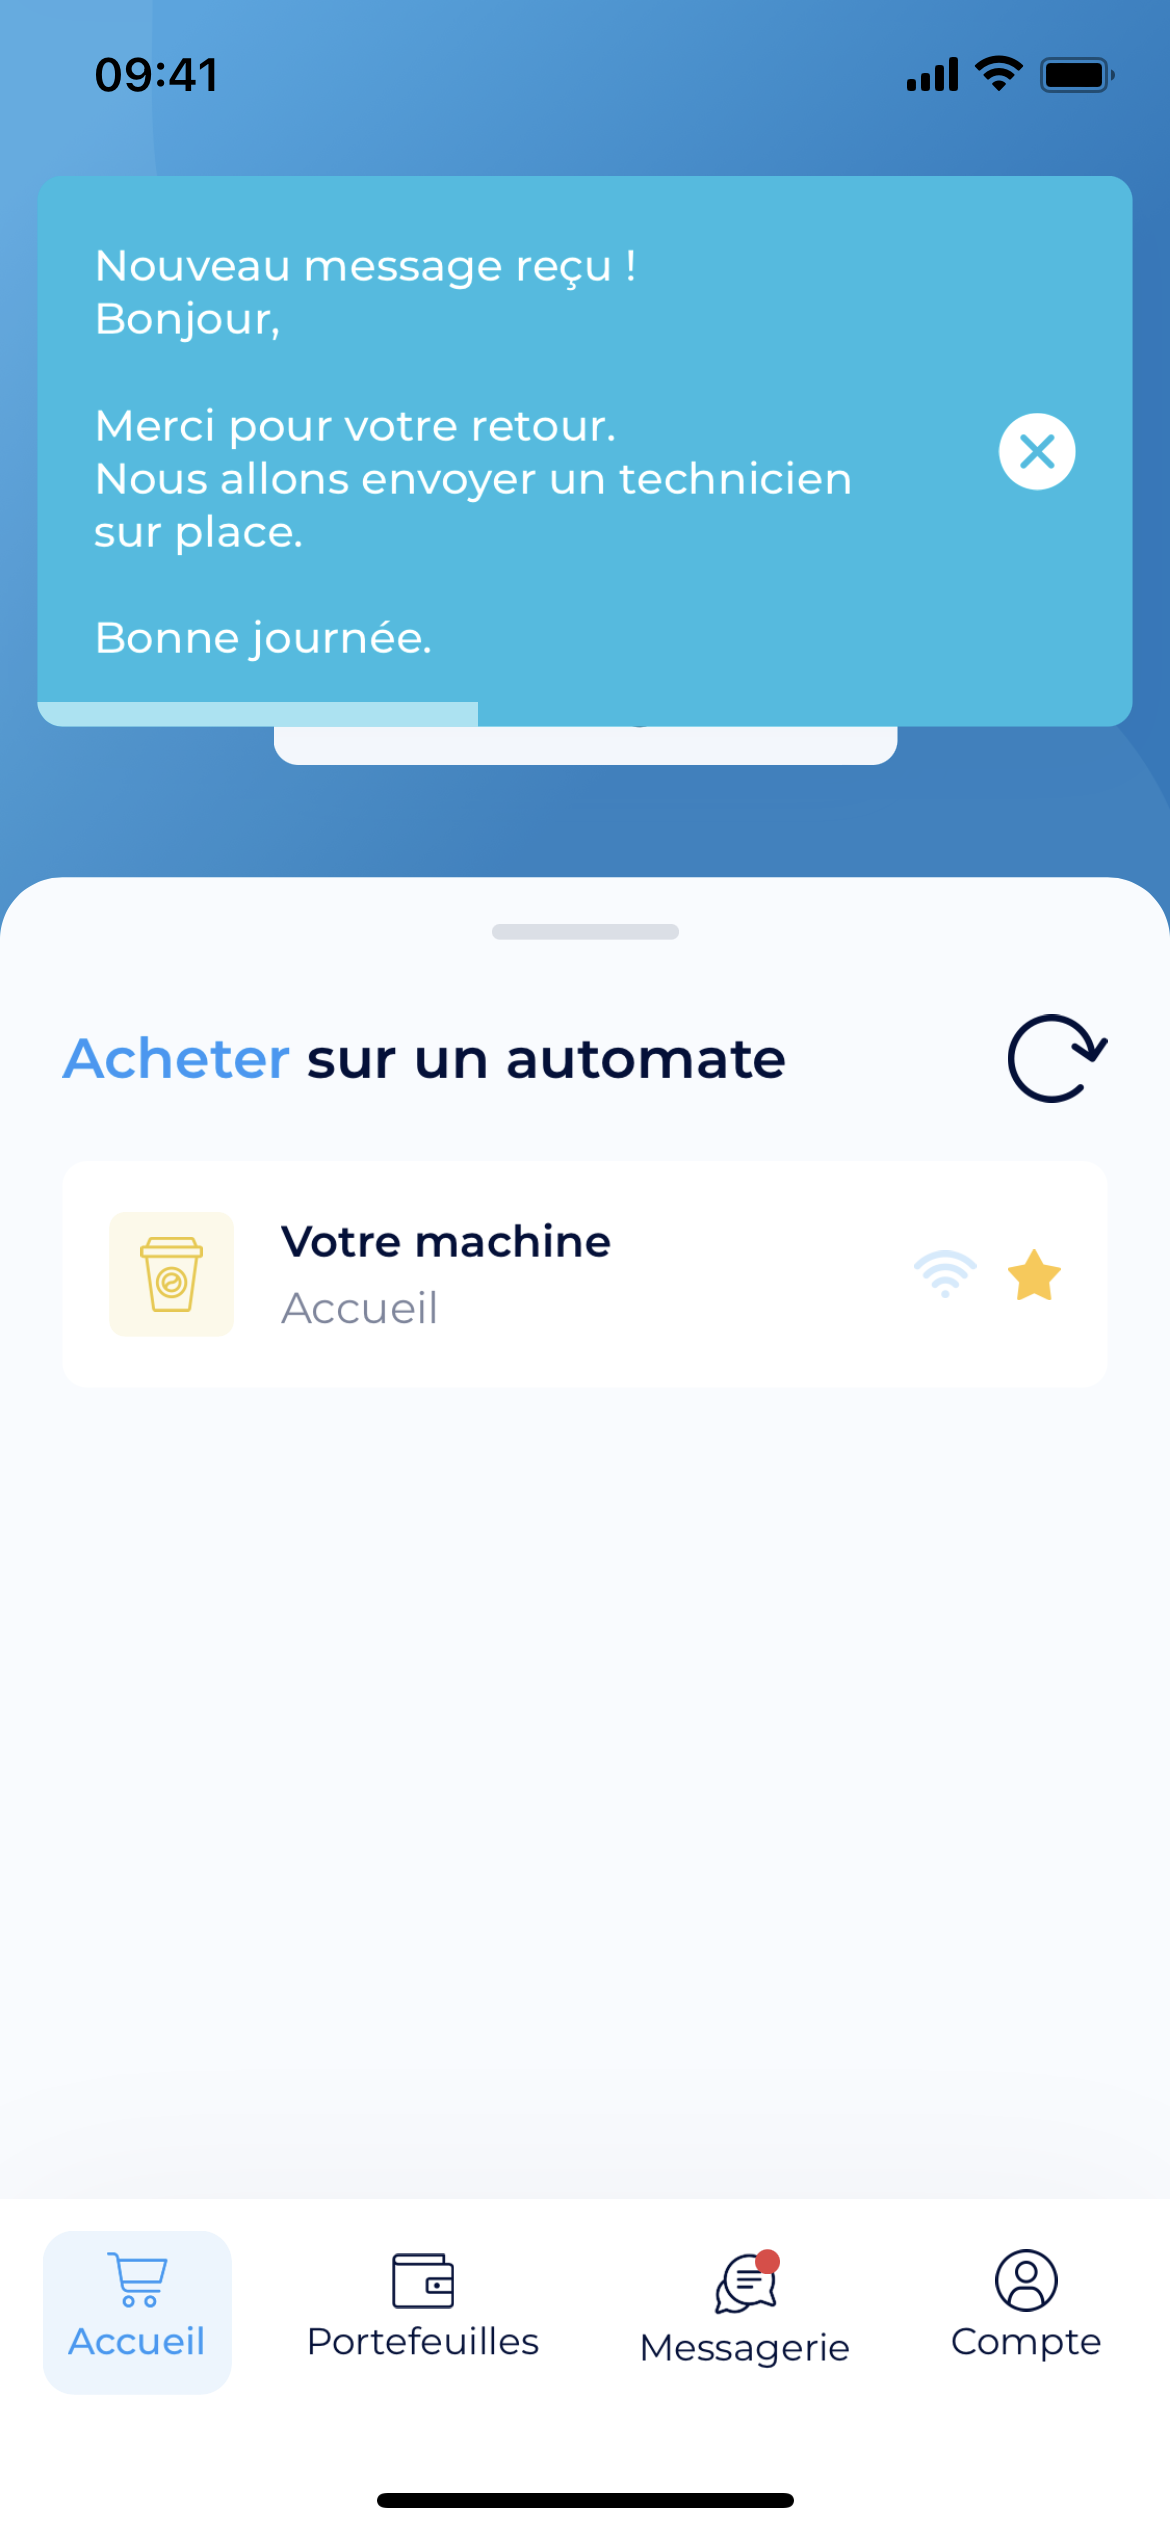 09:41
Nouveau message reçu !
Bonjour,
Merci pour votre retour.
Nous allons envoyer un technicien
sur place.
Bonne journée.
Acheter sur un automate
Votre machine
Accueil
Accueil
Portefeuilles
Messagerie
Compte